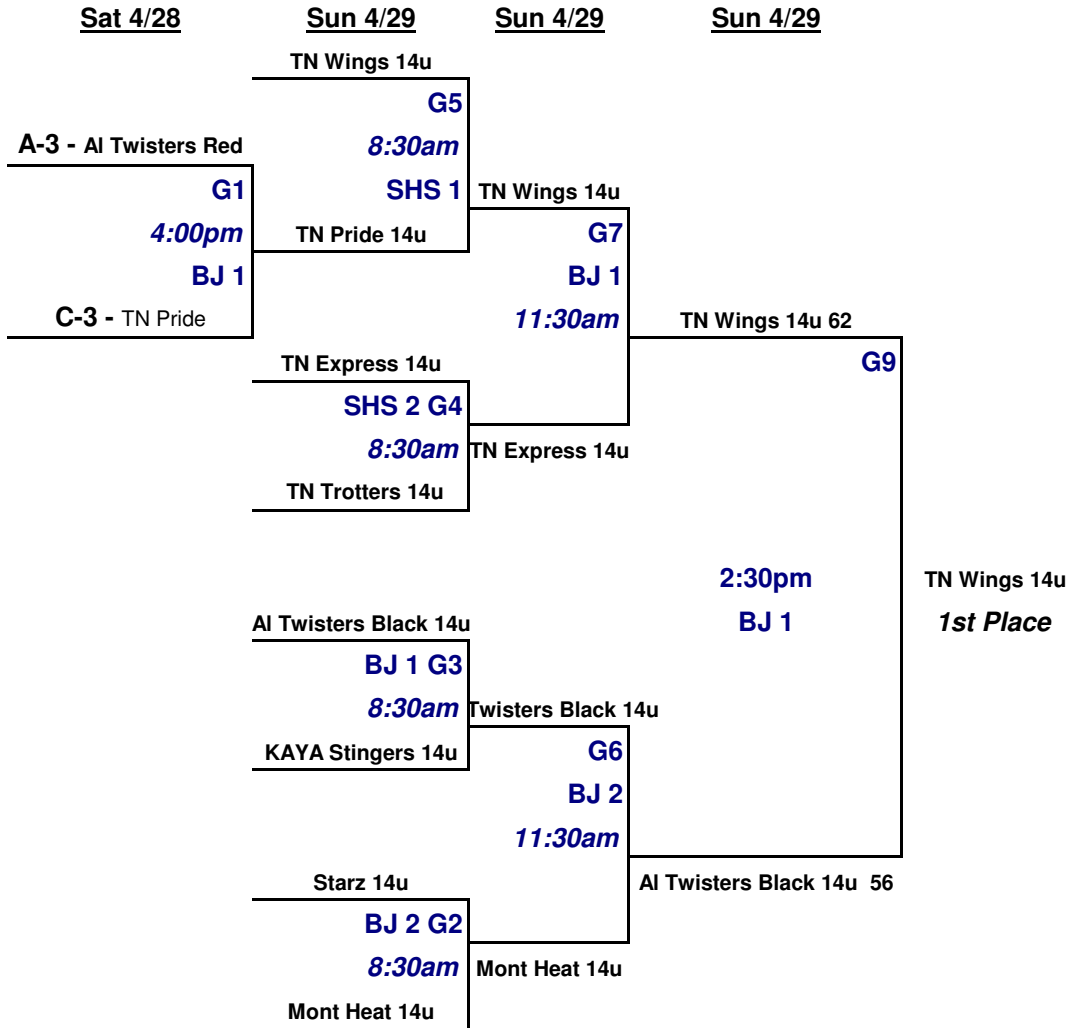 Sat 4/28 Sun 4/29 Sun 4/29 Sun 4/29
TN Wings 14u
G5
A-3 - Al Twisters Red
8:30am
G1
SHS 1
TN Wings 14u
4:00pm
TN Pride 14u
G7
BJ 1
BJ 1
C-3 - TN Pride
11:30am
TN Wings 14u 62
TN Express 14u
G9
SHS 2 G4
8:30am
TN Express 14u
TN Trotters 14u
2:30pm
TN Wings 14u
BJ 1
1st Place
Al Twisters Black 14u
BJ 1 G3
8:30am
Twisters Black 14u
KAYA Stingers 14u
G6
BJ 2
11:30am
Starz 14u
Al Twisters Black 14u 56
BJ 2 G2
8:30am
Mont Heat 14u
Mont Heat 14u